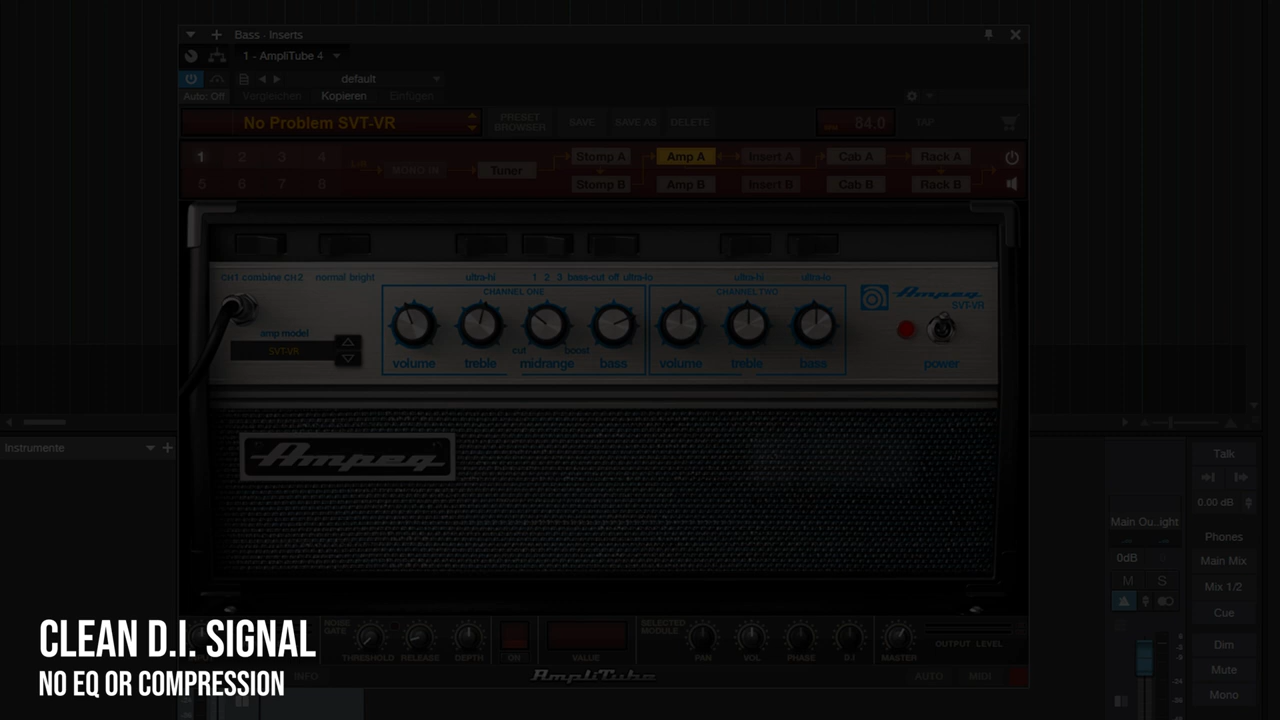 Bass - Inserts
1 - AmpliTube 4
default
Auto: Off Vergleichen Kopieren Einfügen
No Problem SVT-VR PRESET BROWSER SAVE SAVE AS DELETE 84.0 TAP
1 2 3 4 MONO IN Tuner Stomp A Amp A Insert A Cab A Rack A
5 6 7 8 Stomp B Amp B Insert B Cab B Rack B
CH1 combine CH2 normal bright ultra-hi 1 2 3 bass-cut off ultra-lo ultra-hi ultra-lo
CHANNEL ONE CHANNEL TWO Ampeg
SVT-VR
amp model
SVT-VR
cut boost
volume treble midrange bass volume treble bass power
Instrumente
Ampeg
Talk
0.00 dB
Main Ou..ight
Phones
0dB
Main Mix
M S
Mix 1/2
Cue
Dim
Mute
Mono
NOISE GATE THRESHOLD RELEASE DEPTH ON VALUE SELECTED MODULE PAN VOL PHASE D.I MASTER OUTPUT LEVEL
INFO AmpliTube AUTO MIDI
CLEAN D.I. SIGNAL
NO EQ OR COMPRESSION